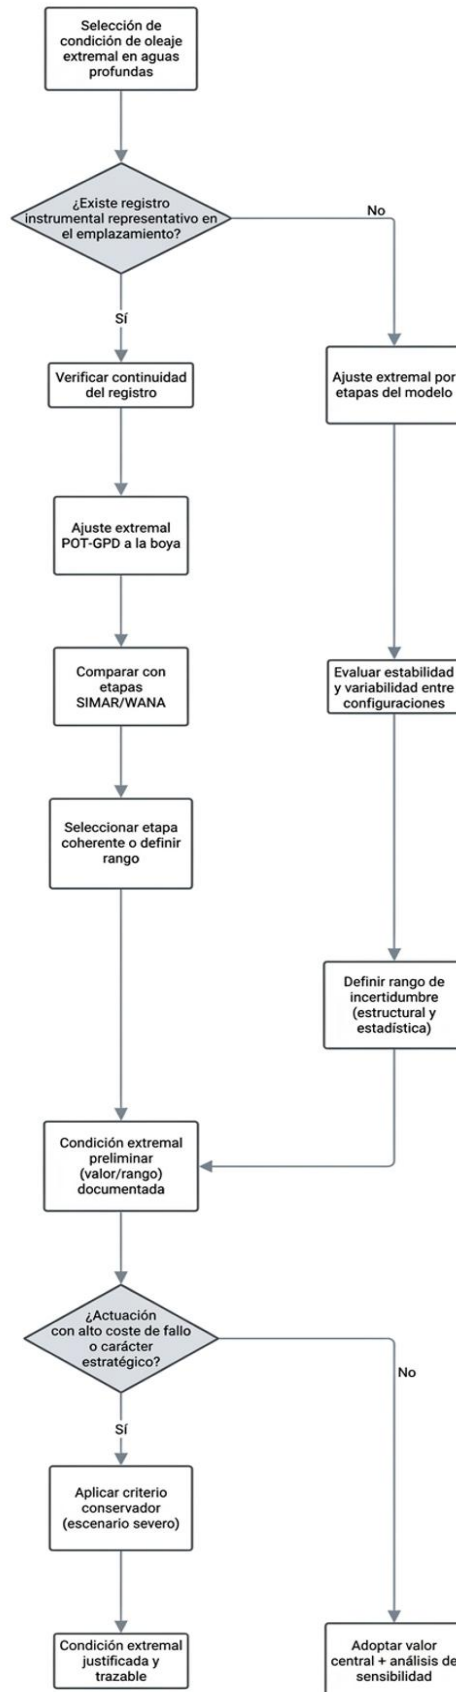 Selección de
condición de oleaje
extremal en aguas
profundas
¿Existe registro
instrumental representativo en
el emplazamiento?
No
Sí
Verificar continuidad
del registro
Ajuste extremal por
etapas del modelo
Ajuste extremal
POT-GPD a la boya
Comparar con
etapas
SIMAR/WANA
Evaluar estabilidad
y variabilidad entre
configuraciones
Seleccionar etapa
coherente o definir
rango
Definir rango de
incertidumbre
(estructural y
estadística)
Condición extremal
preliminar
(valor/rango)
documentada
¿Actuación
con alto coste de fallo
o carácter
estratégico?
No
Sí
Aplicar criterio
conservador
(escenario severo)
Condición extremal
justificada y
trazable
Adoptar valor
central + análisis de
sensibilidad